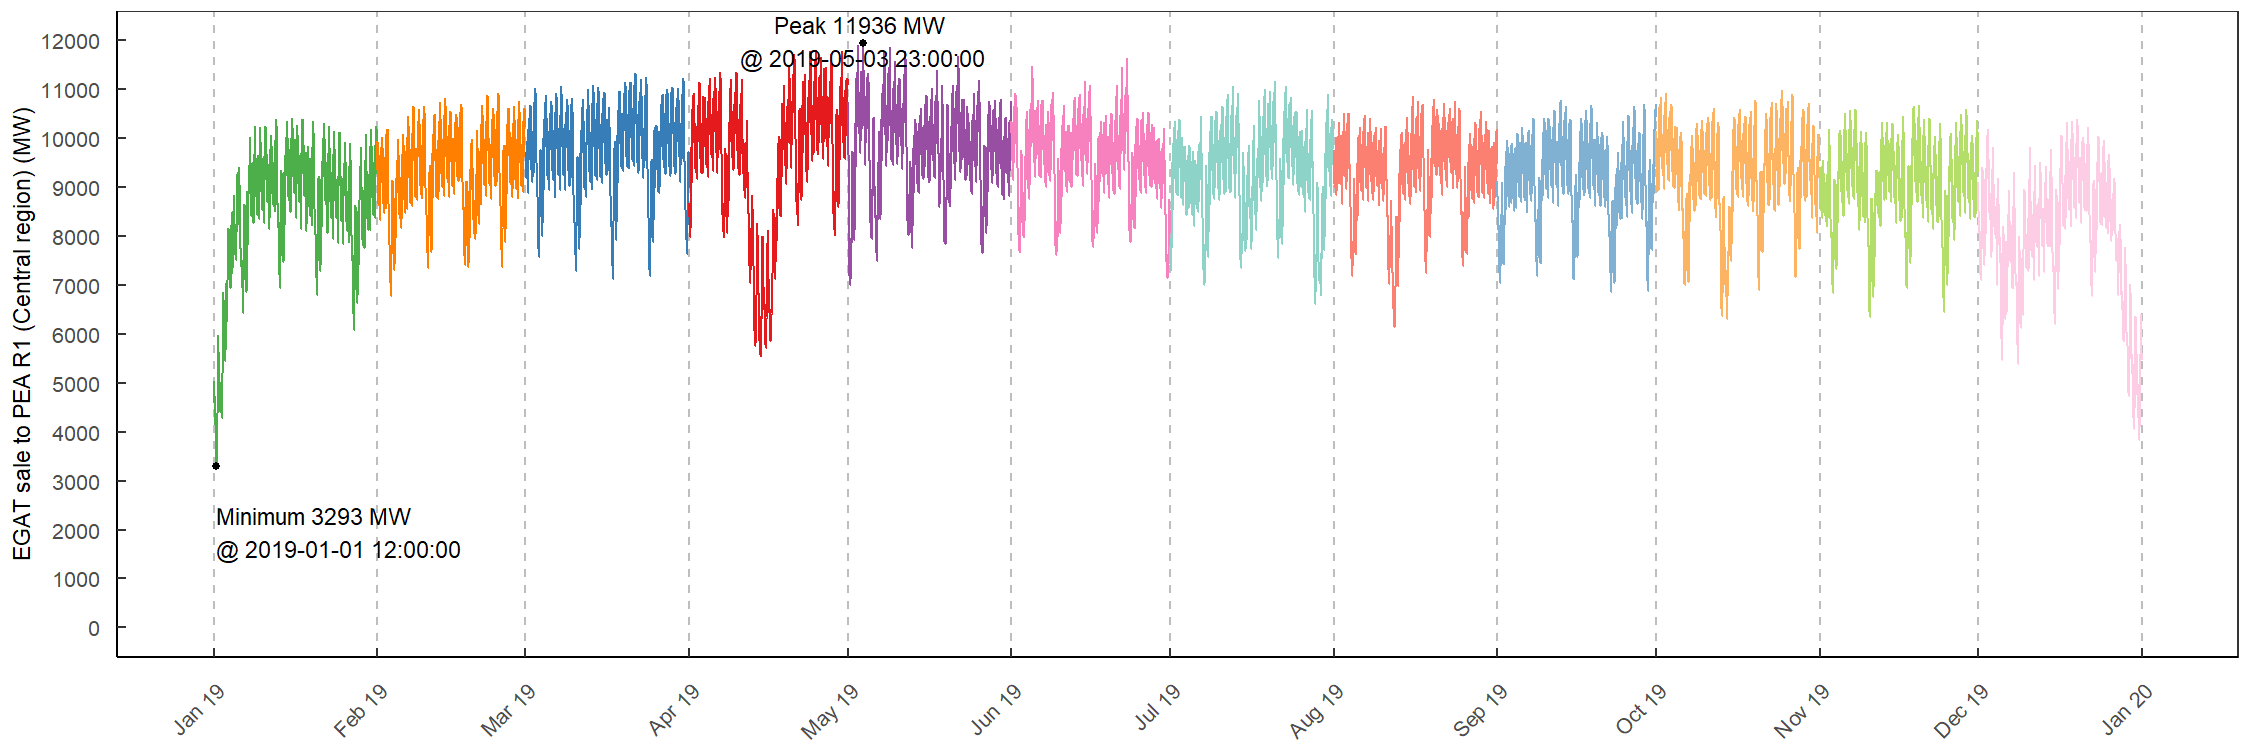 Peak 11936 MW
@ 2019-05-03 23:00:00
12000
11000
10000
9000
8000
7000
6000
5000
4000
3000
2000
1000
0
EGAT sale to PEA R1 (Central region) (MW)
Minimum 3293 MW
@ 2019-01-01 12:00:00
Jan 19
Feb 19
Mar 19
Apr 19
May 19
Jun 19
Jul 19
Aug 19
Sep 19
Oct 19
Nov 19
Dec 19
Jan 20